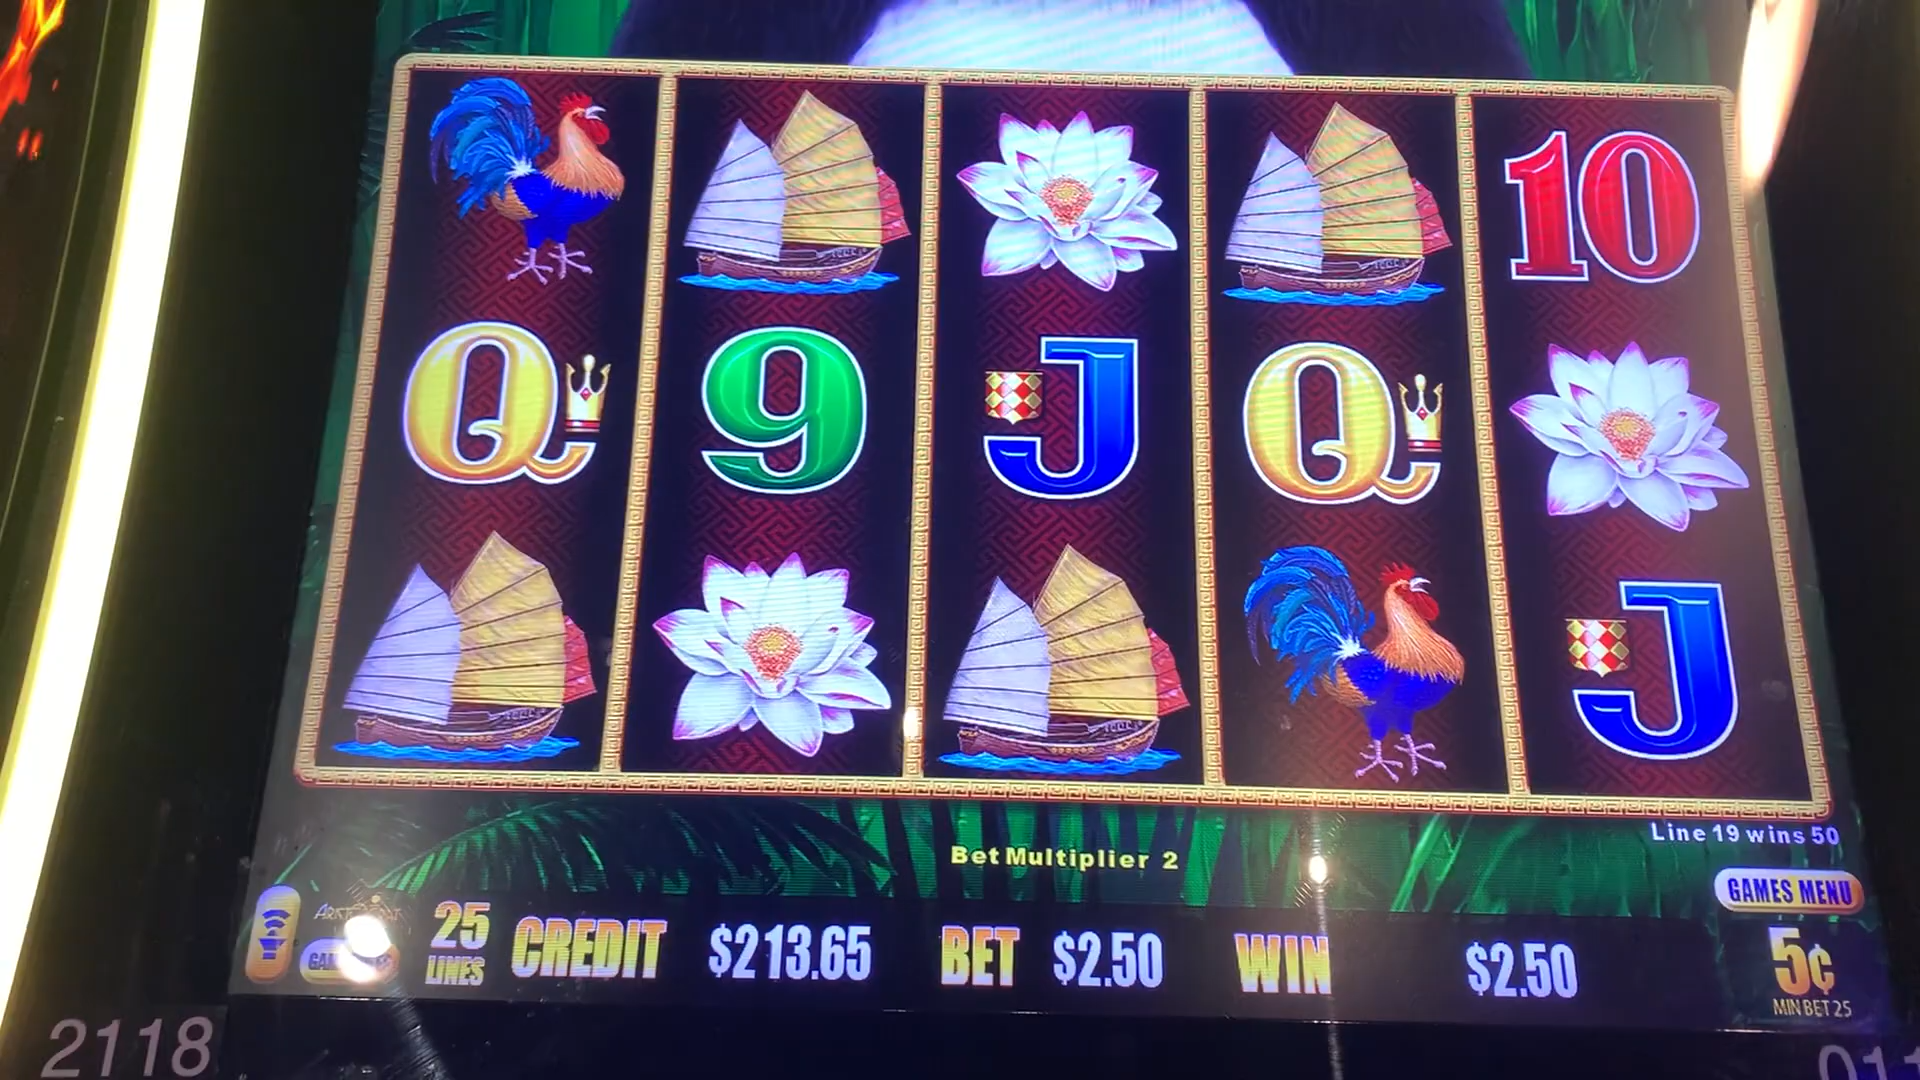 10
Q 9 J Q
J
Line 19 wins 50
Bet Multiplier 2
GAMES MENU
25 LINES CREDIT $213.65 BET $2.50 WIN $2.50 5¢
MIN BET 25
2118